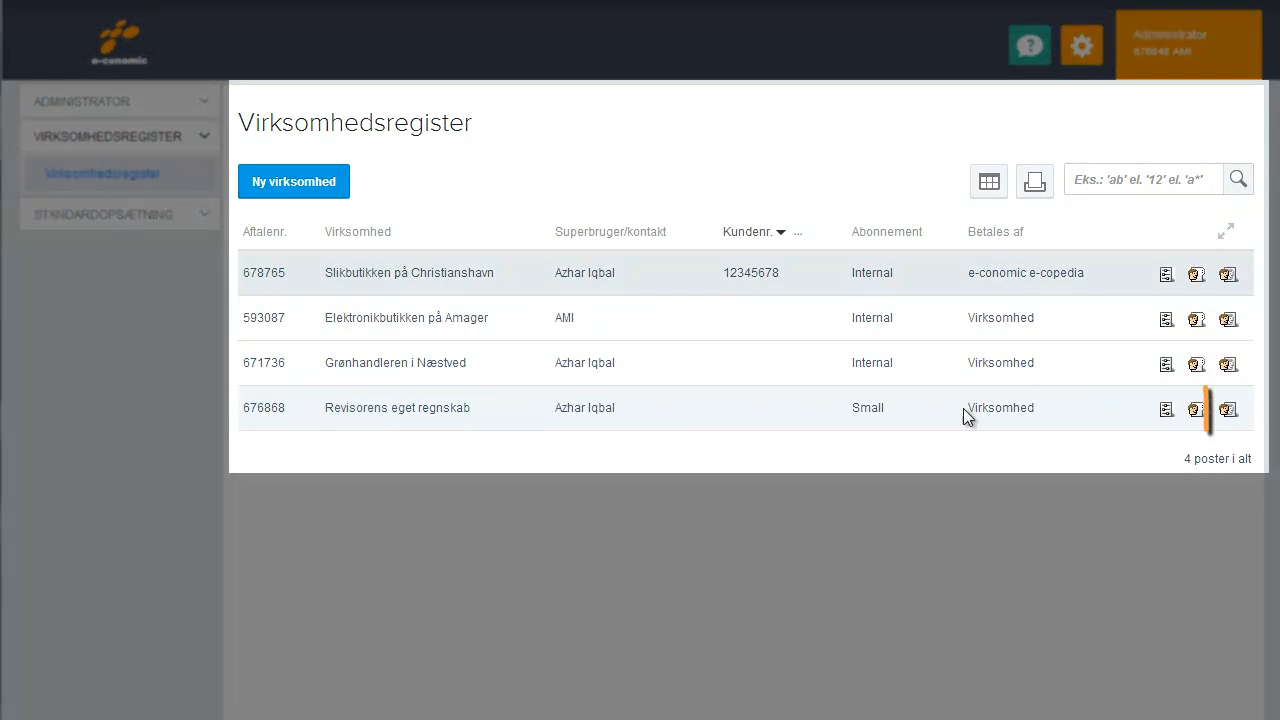 e-conomic
Administrator
676848 AMI
ADMINISTRATOR
VIRKSOMHEDSREGISTER
Virksomhedsregister
STANDARDOPSÆTNING
Virksomhedsregister
Ny virksomhed
Eks.: 'ab' el. '12' el. 'a*'
Aftalenr. Virksomhed Superbruger/kontakt Kundenr. ... Abonnement Betales af
678765 Slikbutikken på Christianshavn Azhar Iqbal 12345678 Internal e-conomic e-copedia
593087 Elektronikbutikken på Amager AMI Internal Virksomhed
671736 Grønhandleren i Næstved Azhar Iqbal Internal Virksomhed
676868 Revisorens eget regnskab Azhar Iqbal Small Virksomhed
4 poster i alt